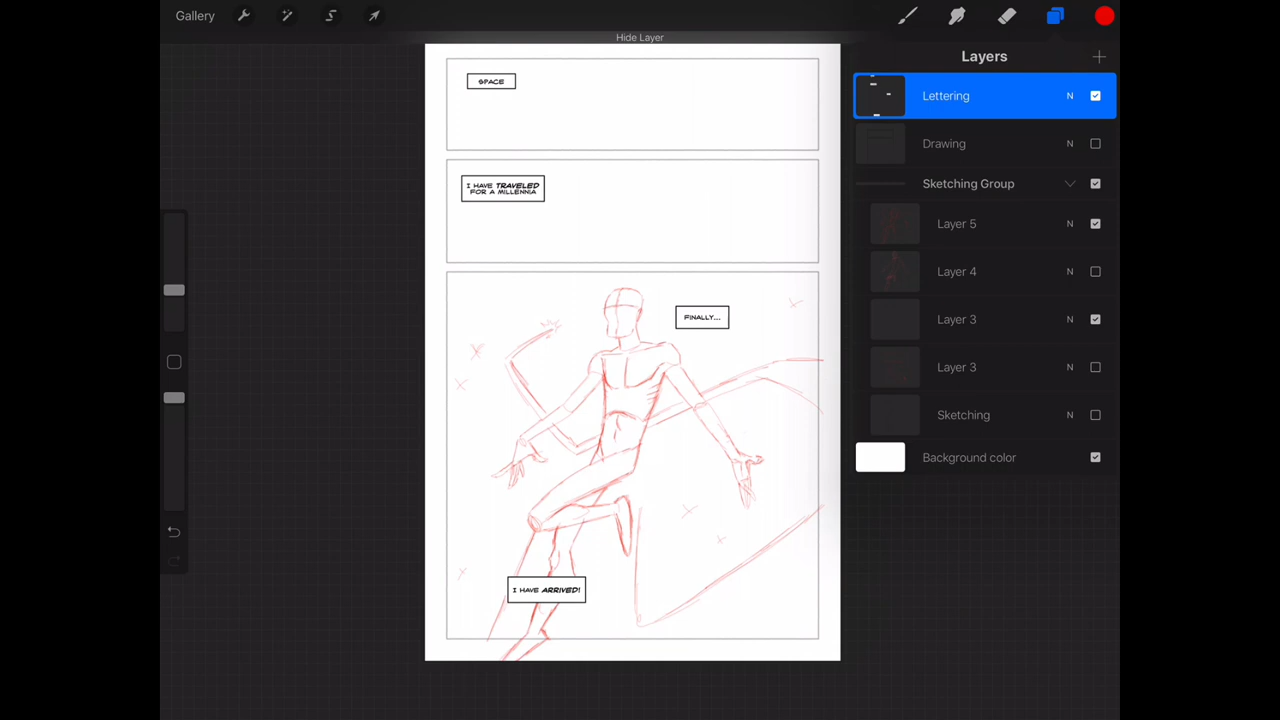 Gallery
Hide Layer
Layers
SPACE
I HAVE TRAVELED
FOR A MILLENNIA
FINALLY...
I HAVE ARRIVED!
Lettering N
Drawing N
Sketching Group
Layer 5 N
Layer 4 N
Layer 3 N
Layer 3 N
Sketching N
Background color